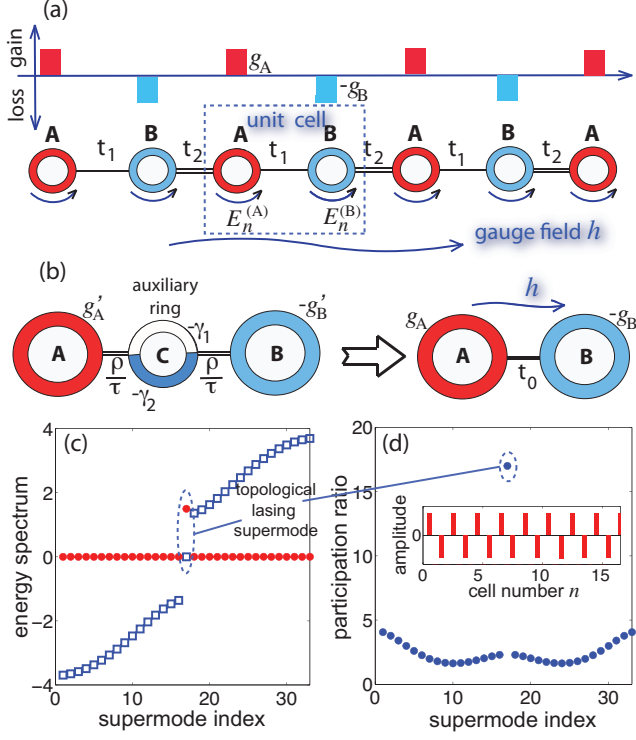 (a)
gain
loss
g_A
-g_B
unit cell
A B A B A B A
t_1 t_2 t_1 t_2 t_1 t_2
E_n^(A) E_n^(B)
gauge field h
(b)
auxiliary
ring
g_A' -γ_1 -g_B'
A C B
ρ/τ -γ_2 ρ/τ
h
g_A -g_B
A B
t_0
(c)
energy spectrum
4
2
0
-2
-4
0 10 20 30
supermode index
topological
lasing
supermode
(d)
participation ratio
20
15
10
5
0
0 10 20 30
supermode index
amplitude
0
0 5 10 15
cell number n